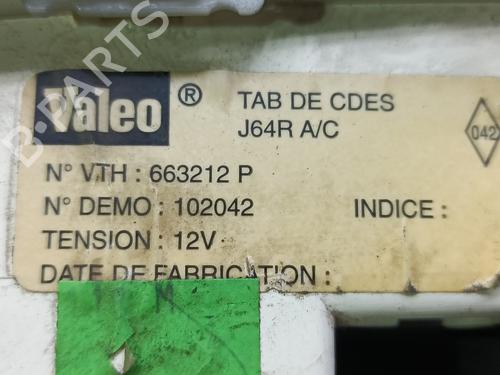 Valeo ® TAB DE CDES
J64R A/C
042
N° VTH : 663212 P
N° DEMO : 102042 INDICE :
TENSION : 12V
DATE DE FABRICATION :
B-PARTS